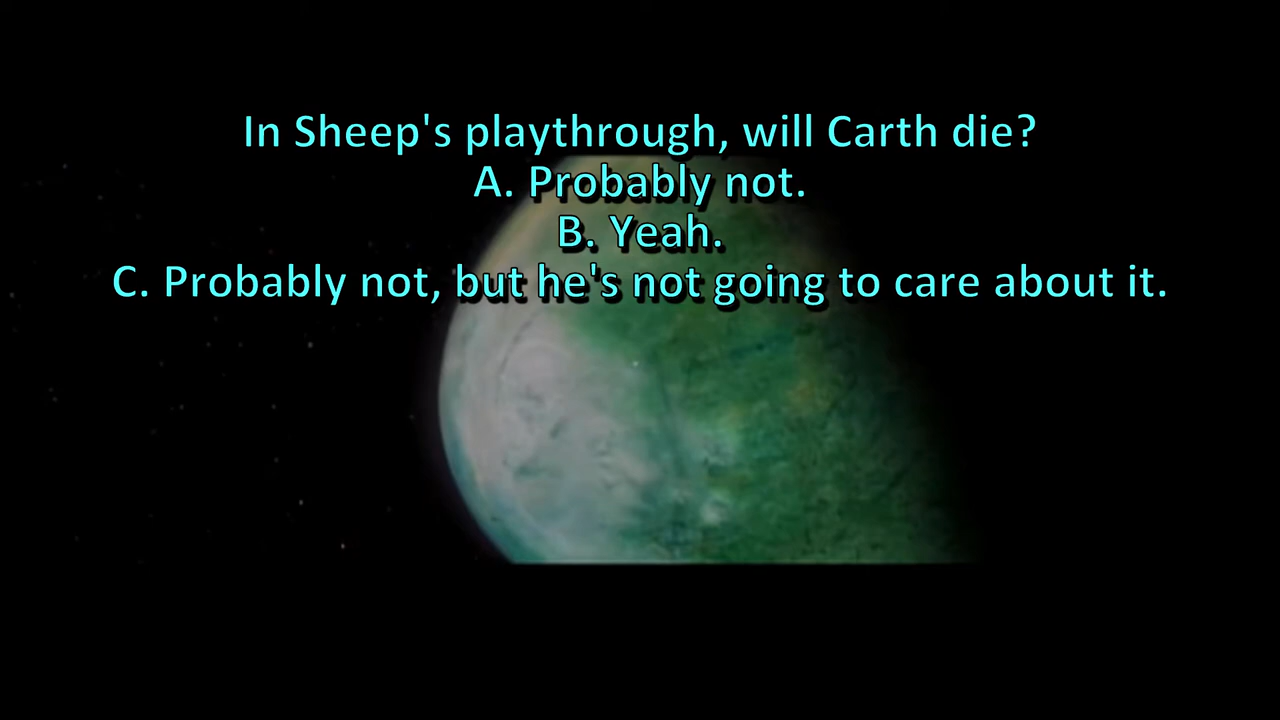 In Sheep's playthrough, will Carth die?
A. Probably not.
B. Yeah.
C. Probably not, but he's not going to care about it.